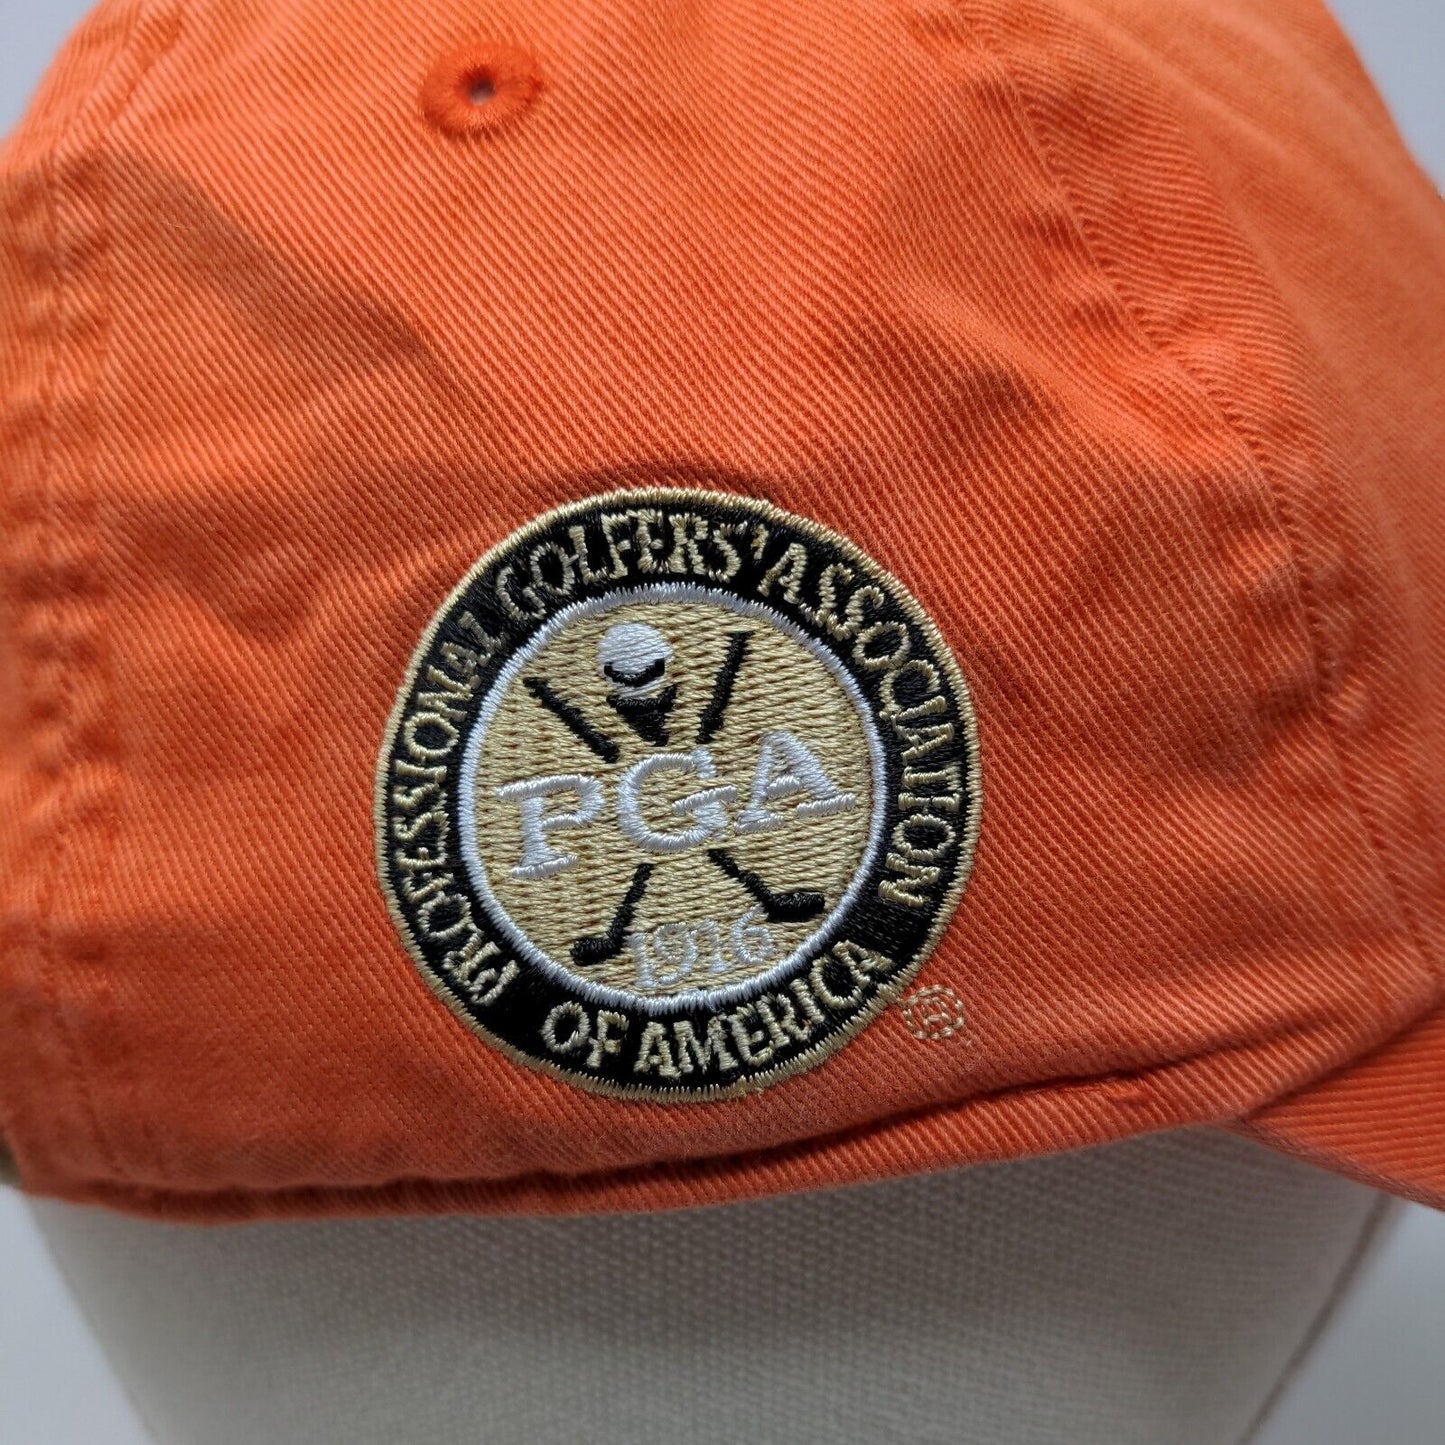 PROFESSIONAL GOLFERS' ASSOCIATION
OF AMERICA
PGA
1916
®